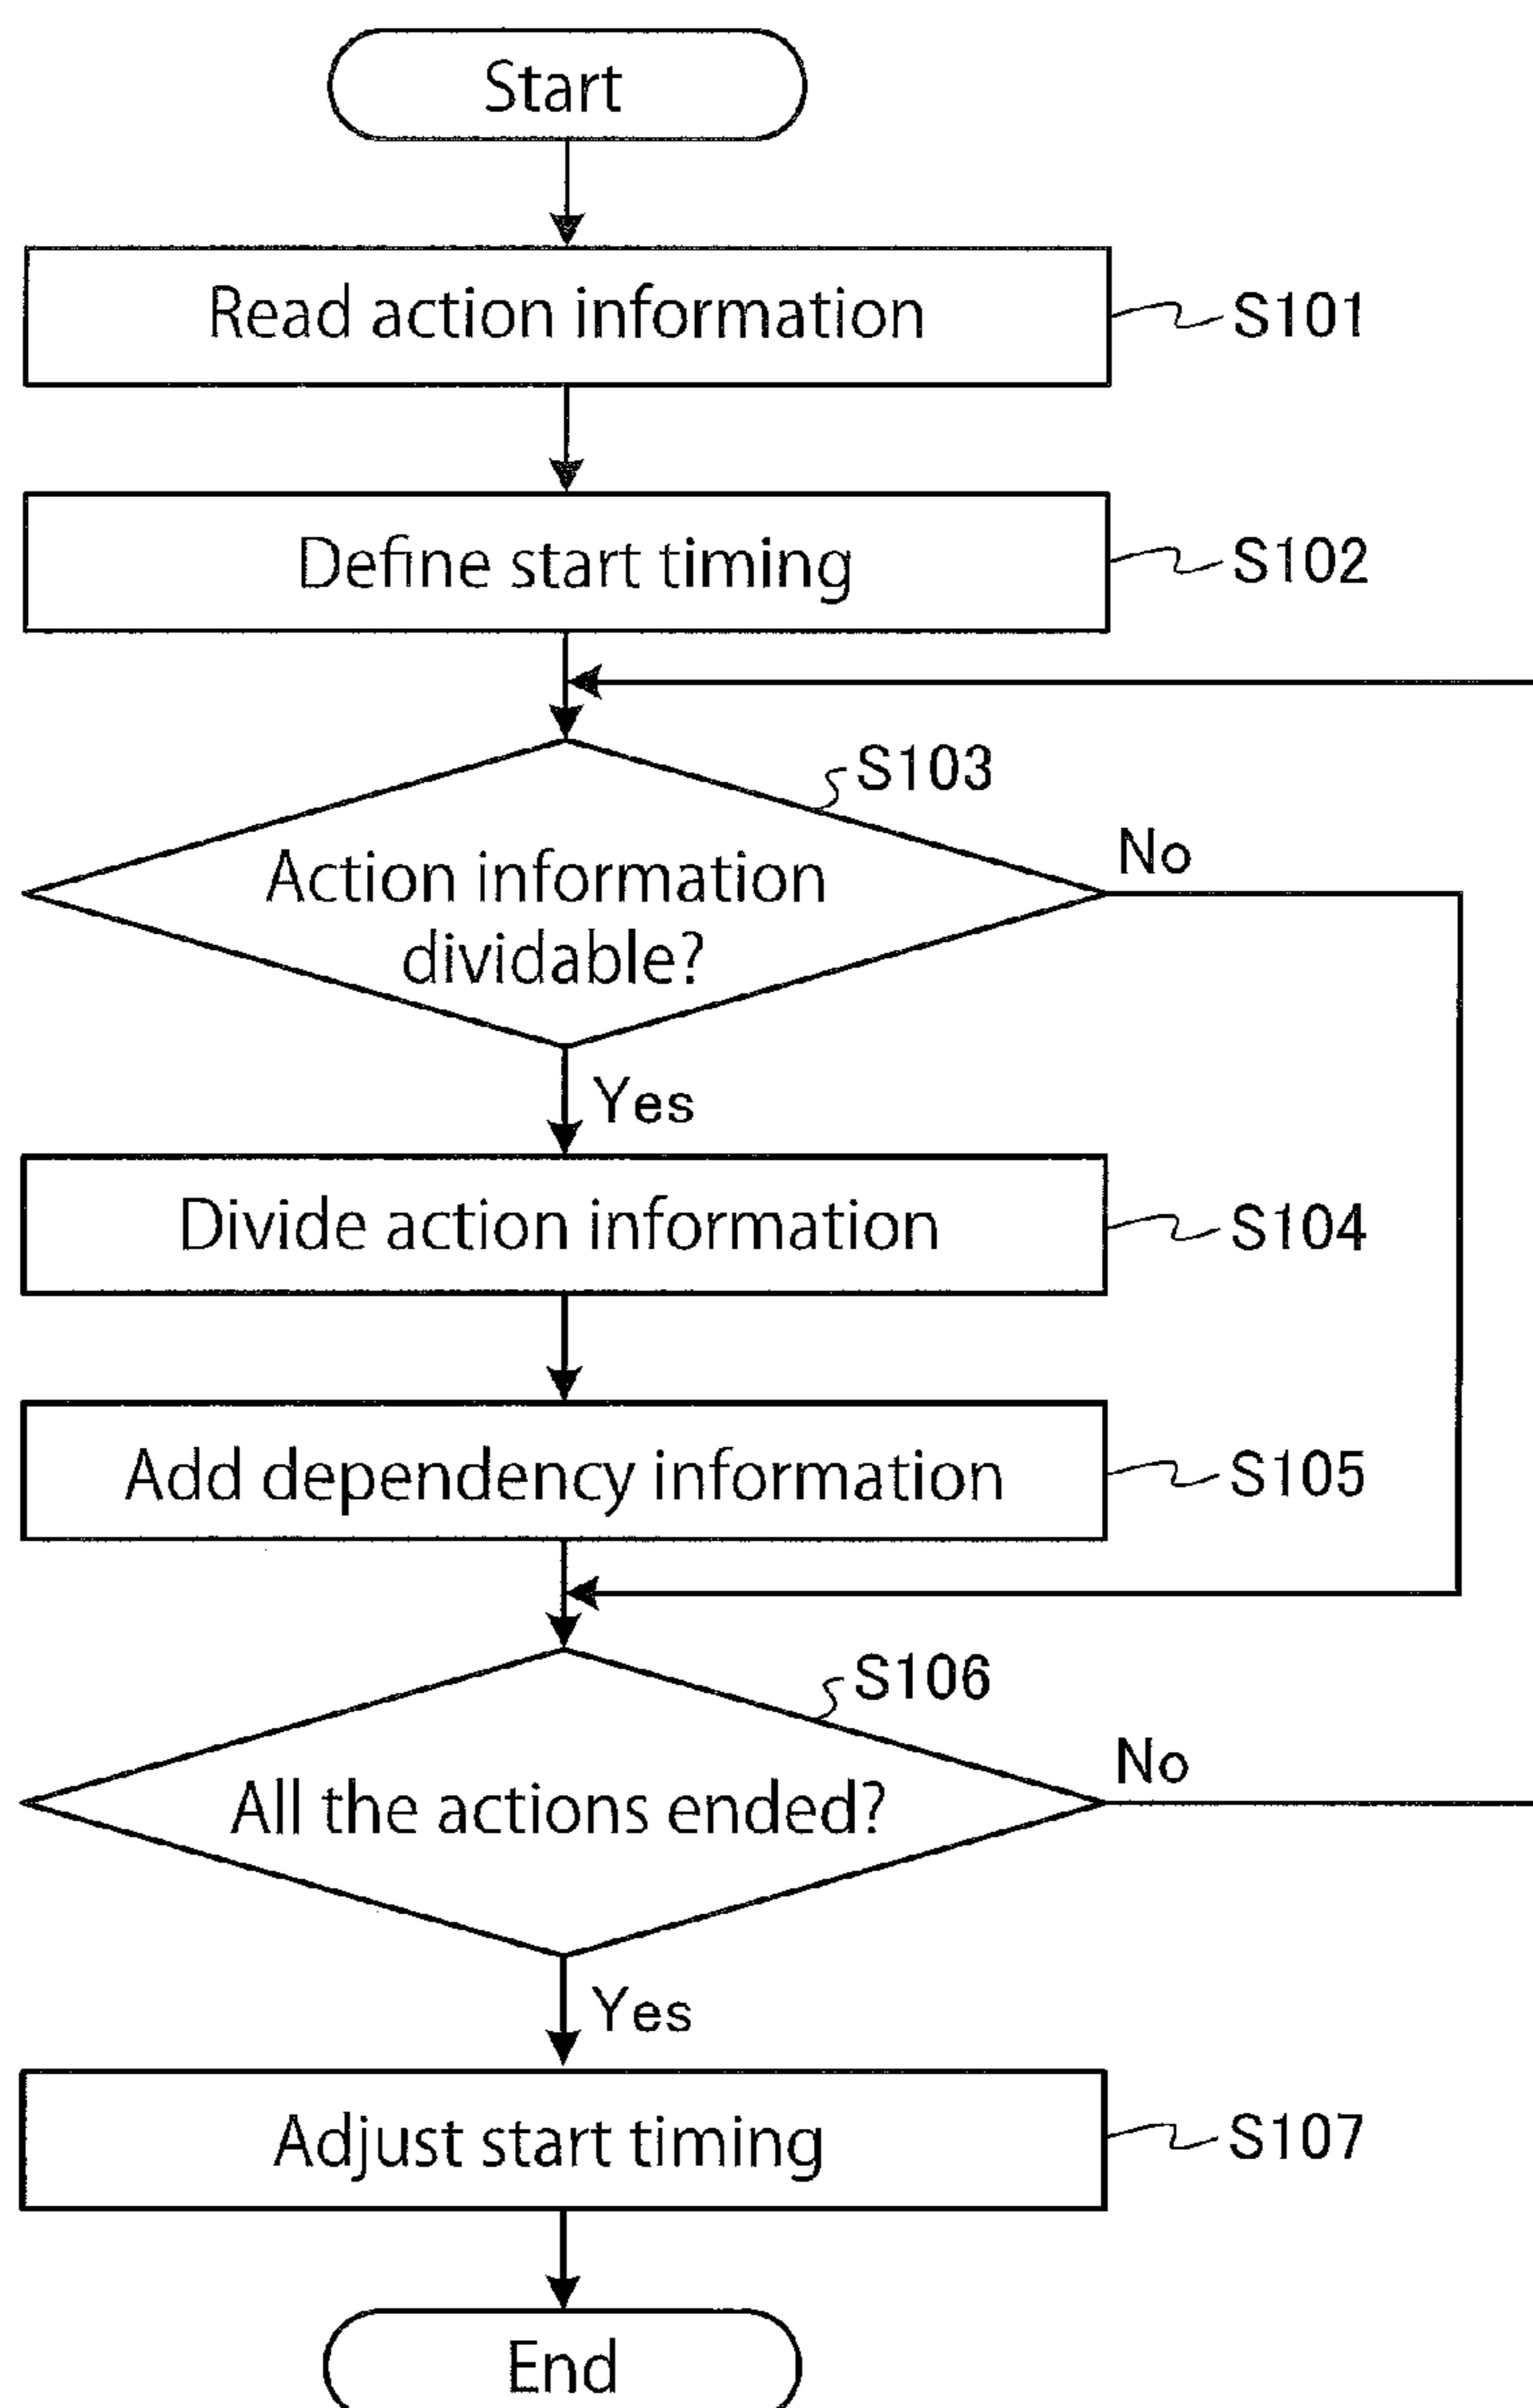 Start
Read action information
S101
Define start timing
S102
S103
No
Action information
dividable?
Yes
Divide action information
S104
Add dependency information
S105
S106
No
All the actions ended?
Yes
Adjust start timing
S107
End